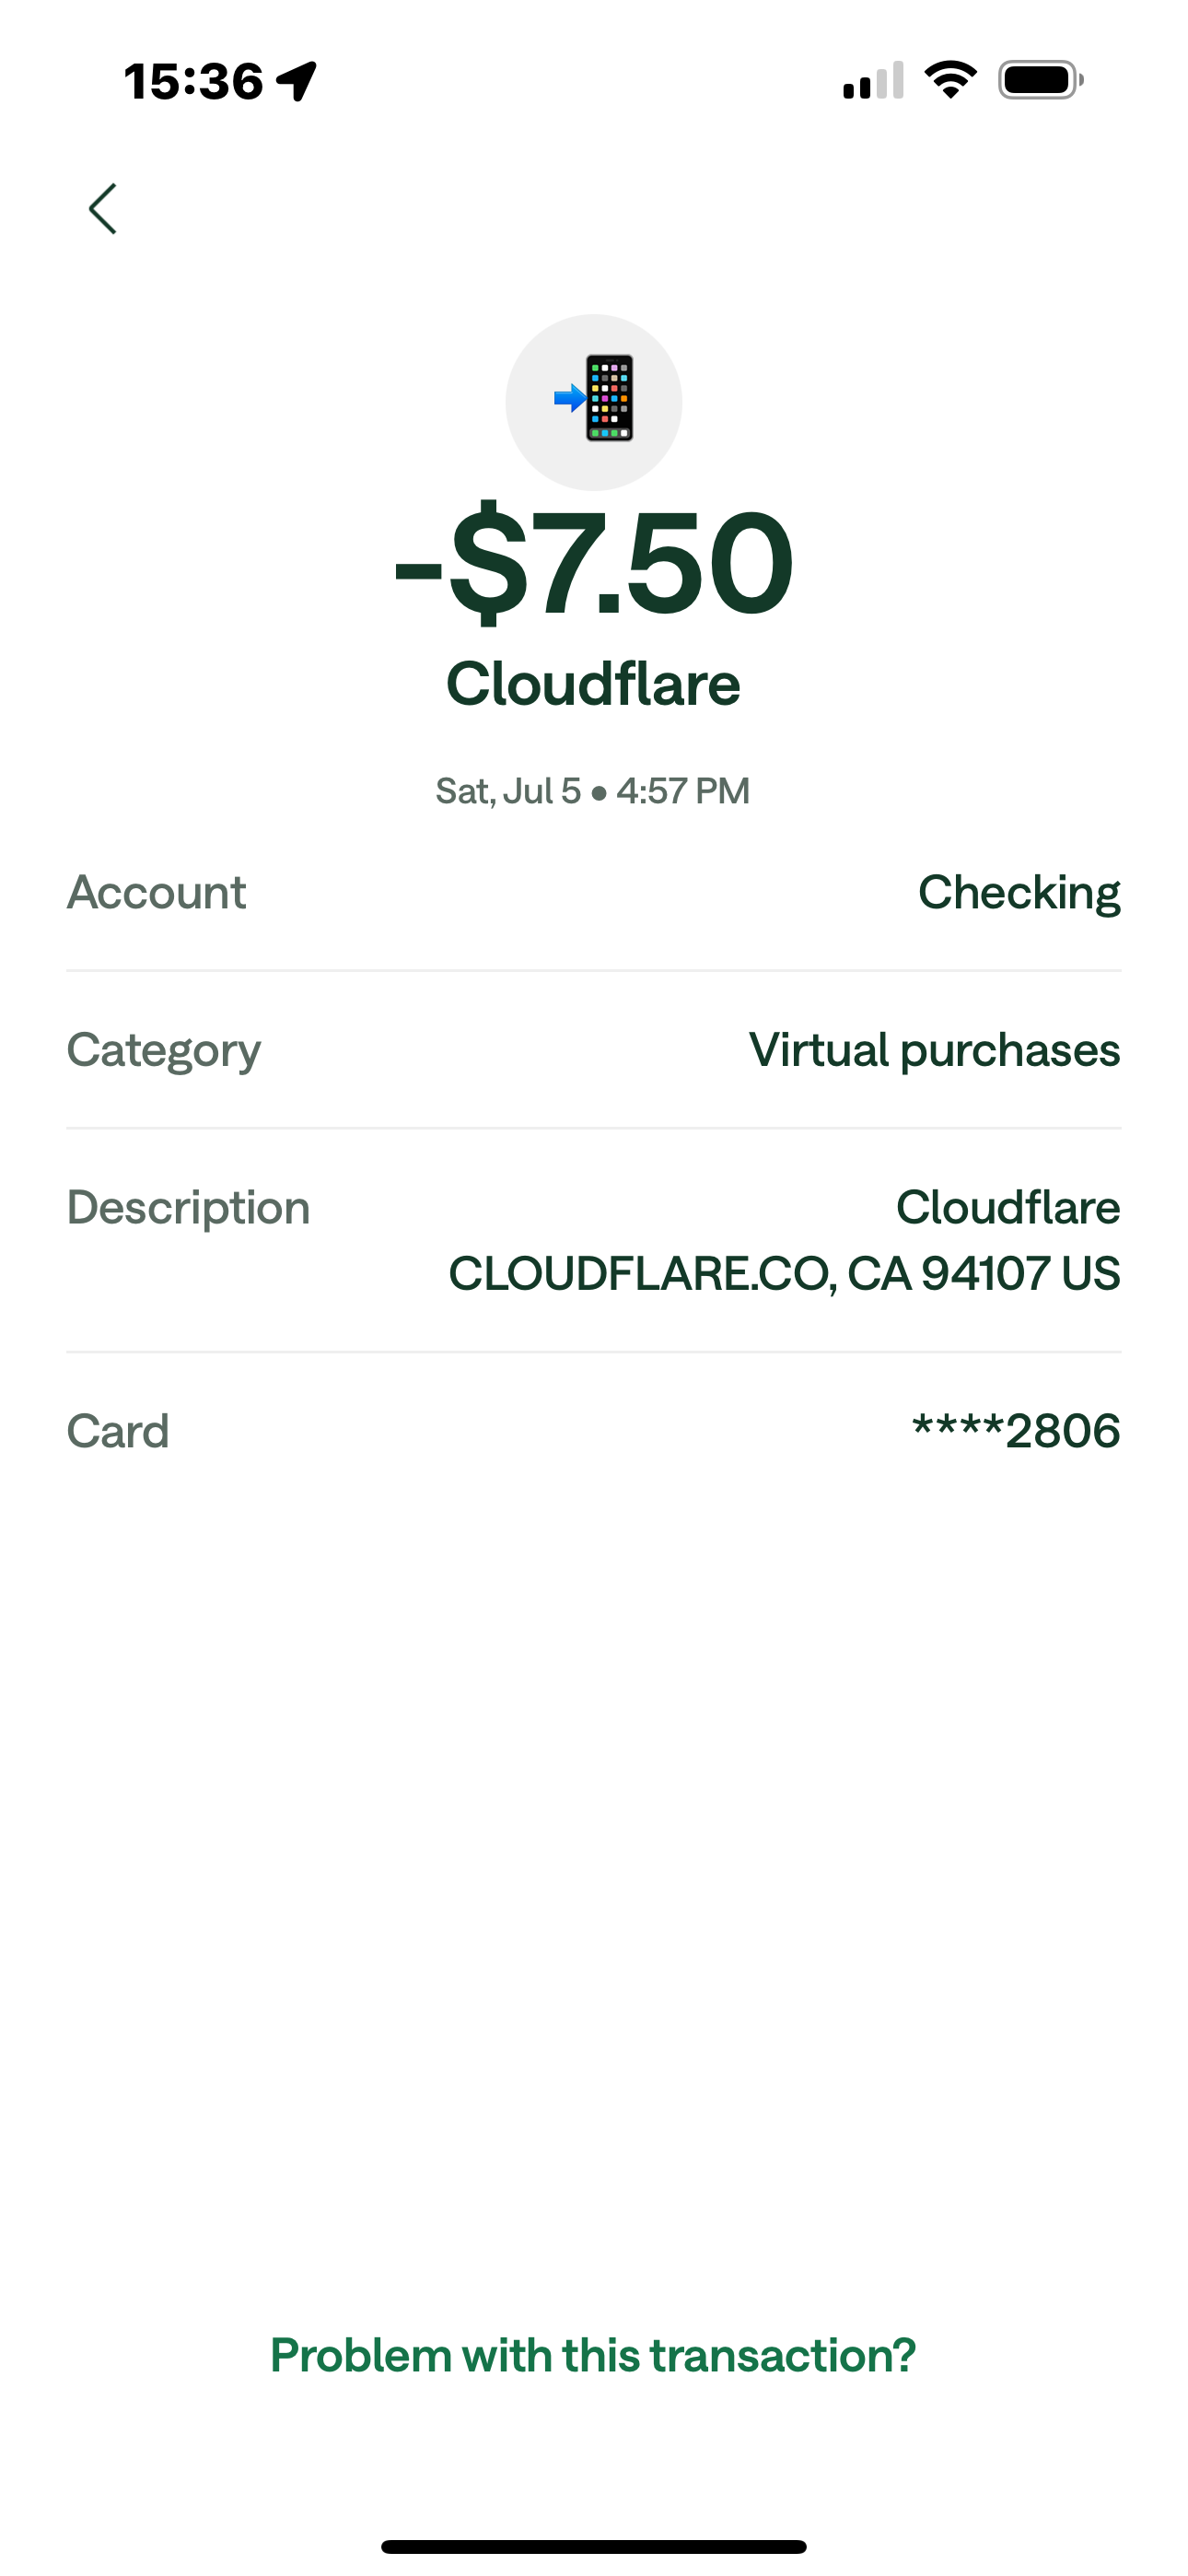 15:36
-$7.50
Cloudflare
Sat, Jul 5 ● 4:57 PM
Account Checking
Category Virtual purchases
Description Cloudflare
CLOUDFLARE.CO, CA 94107 US
Card ****2806
Problem with this transaction?